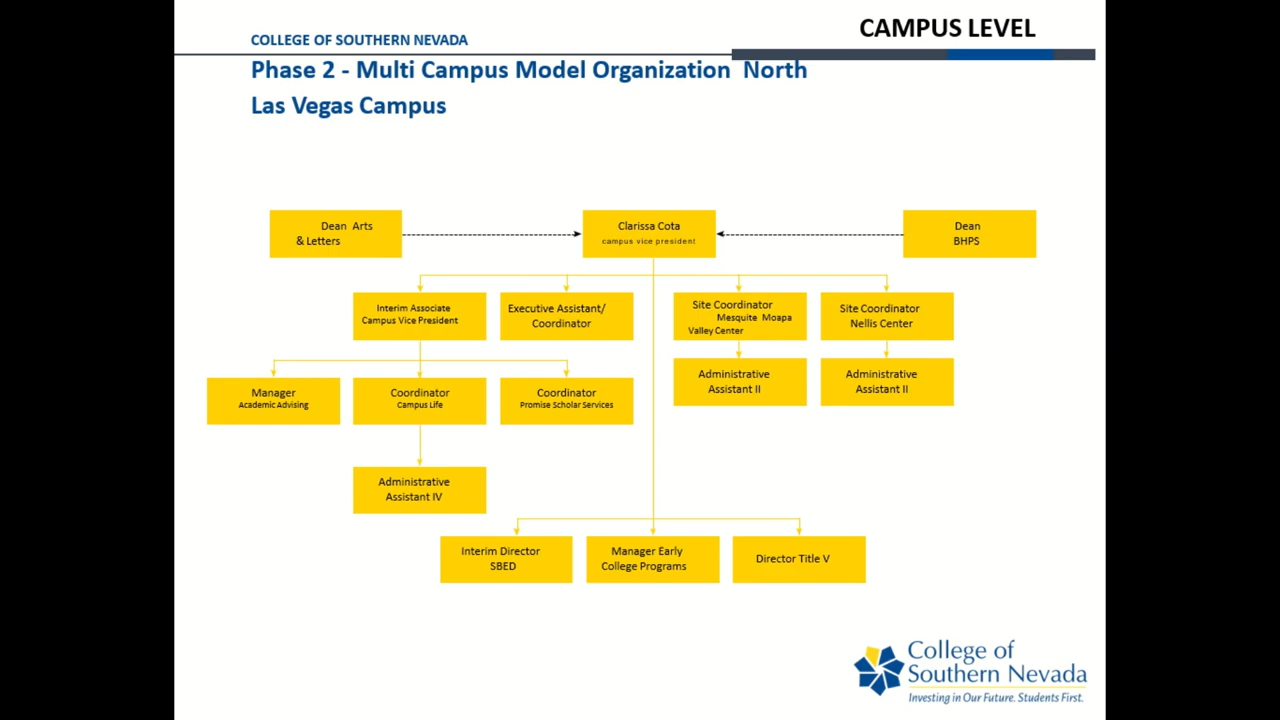 CAMPUS LEVEL
COLLEGE OF SOUTHERN NEVADA
Phase 2 - Multi Campus Model Organization North
Las Vegas Campus
Dean Arts
& Letters
Clarissa Cota
campus vice president
Dean
BHPS
Interim Associate
Campus Vice President
Executive Assistant/
Coordinator
Site Coordinator
Mesquite Moapa
Valley Center
Site Coordinator
Nellis Center
Administrative
Assistant II
Administrative
Assistant II
Manager
Academic Advising
Coordinator
Campus Life
Coordinator
Promise Scholar Services
Administrative
Assistant IV
Interim Director
SBED
Manager Early
College Programs
Director Title V
College of
Southern Nevada
Investing in Our Future. Students First.